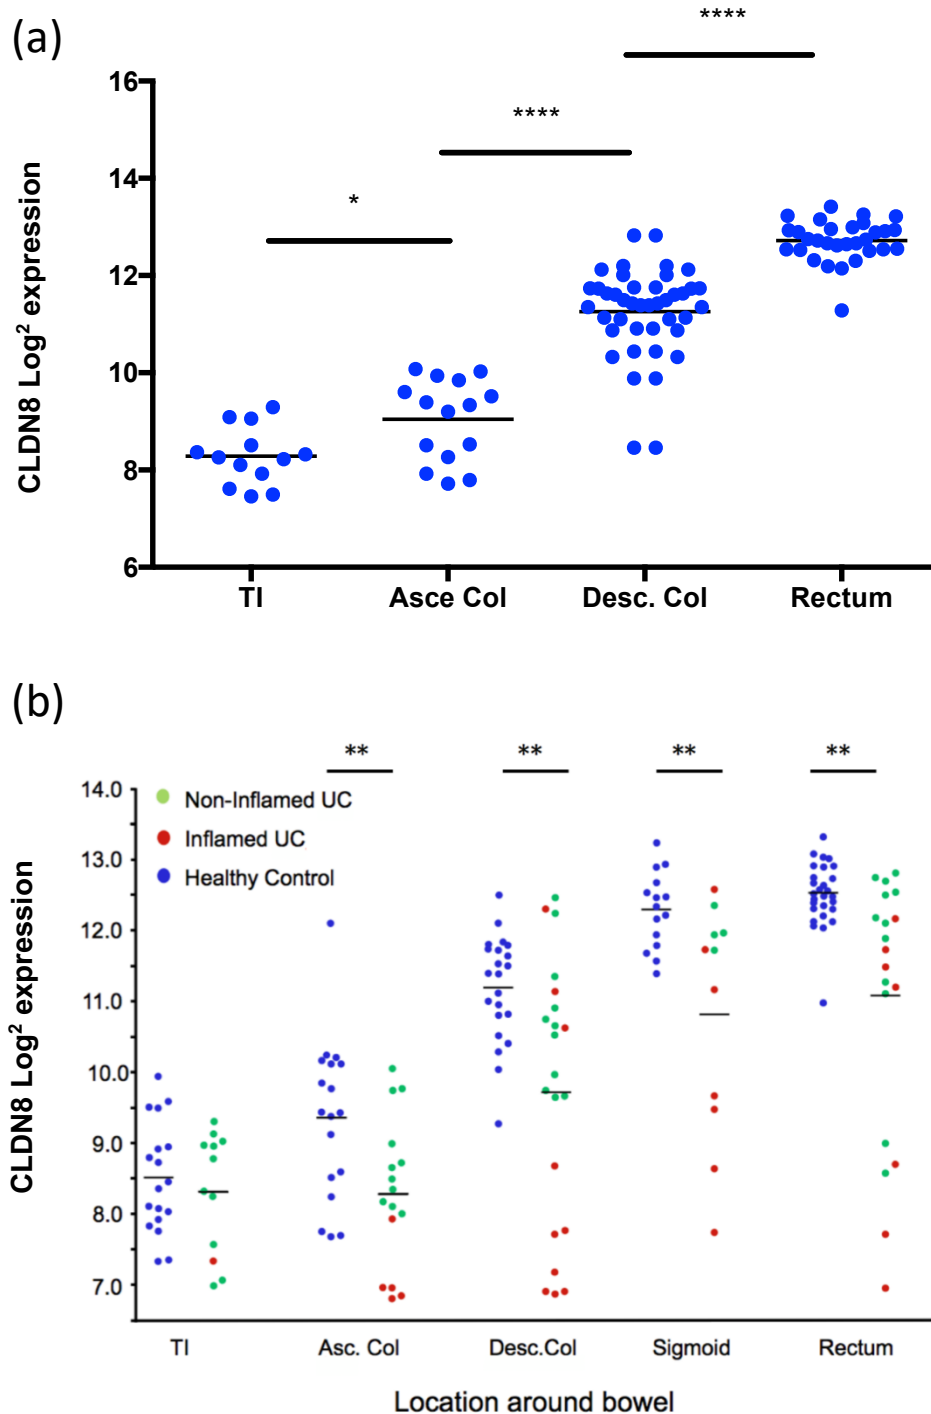 (a)
****
16
****
14
*
12
10
8
6
CLDN8 Log² expression
TI Asce Col Desc. Col Rectum
(b)
** ** ** **
14.0
Non-Inflamed UC
Inflamed UC
Healthy Control
13.0
12.0
11.0
10.0
9.0
8.0
7.0
CLDN8 Log² expression
TI Asc. Col Desc.Col Sigmoid Rectum
Location around bowel